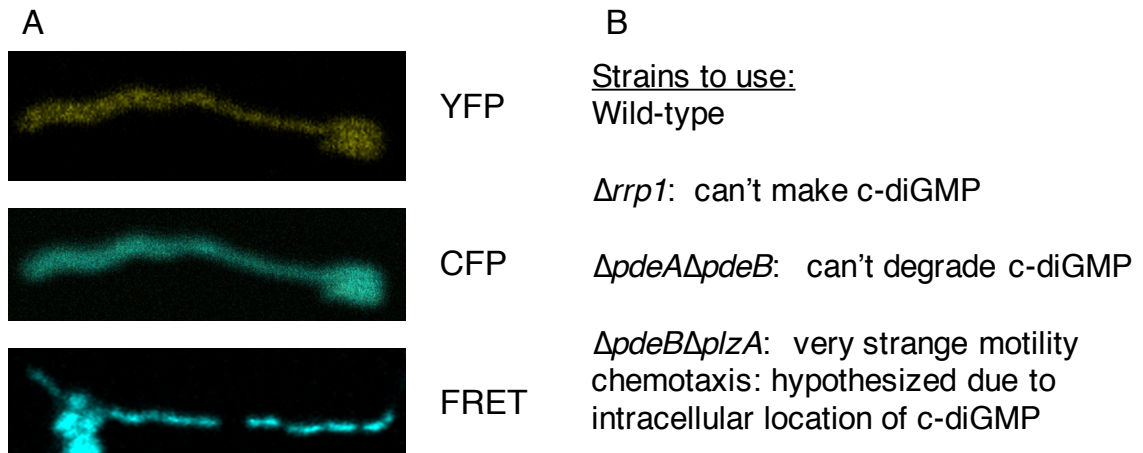 A
B
YFP
CFP
FRET
Strains to use:
Wild-type
Δrrp1: can't make c-diGMP
ΔpdeAΔpdeB: can't degrade c-diGMP
ΔpdeBΔplzA: very strange motility
chemotaxis: hypothesized due to
intracellular location of c-diGMP